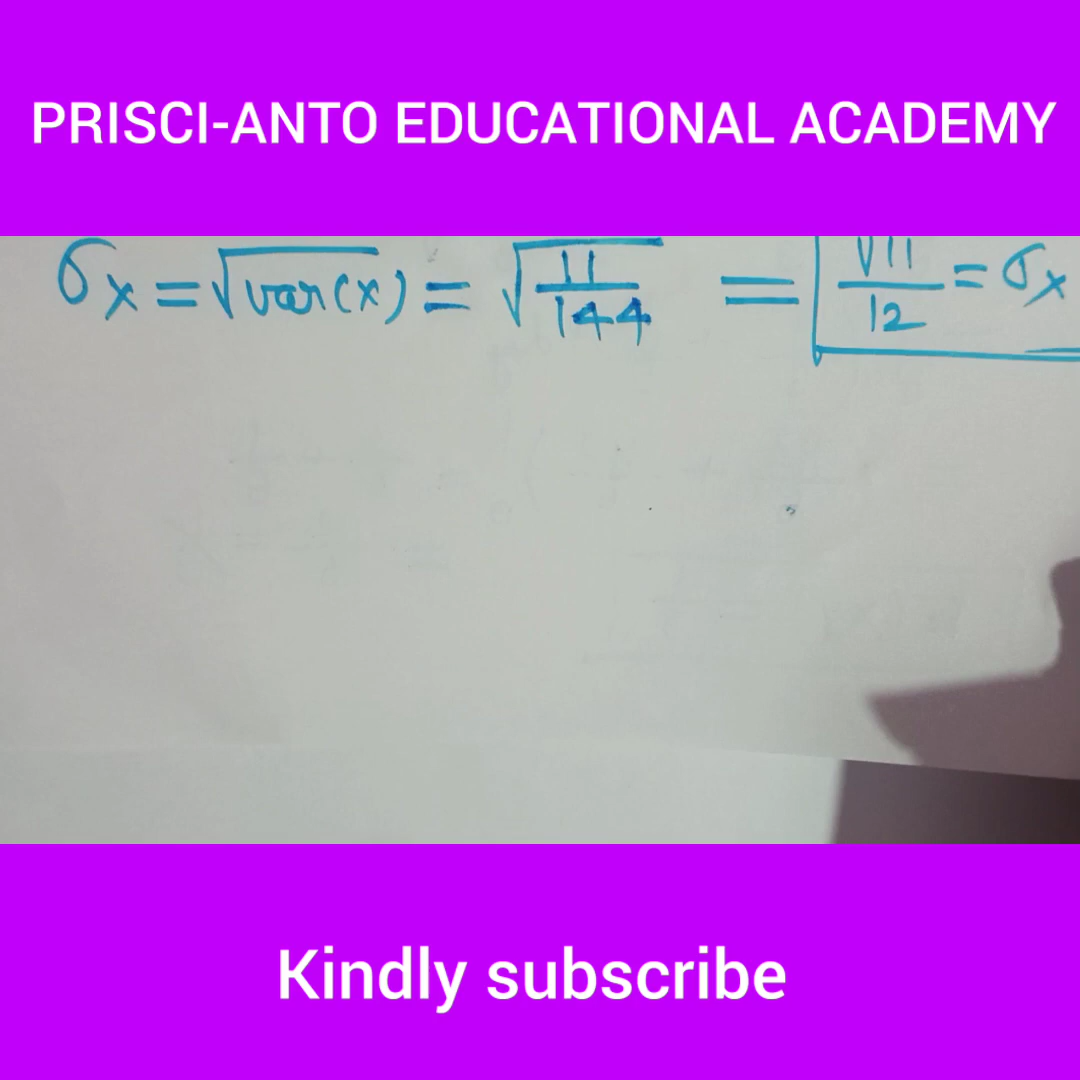 PRISCI-ANTO EDUCATIONAL ACADEMY
σx = √var(x) = √11/144 = √11/12 = σx
Kindly subscribe